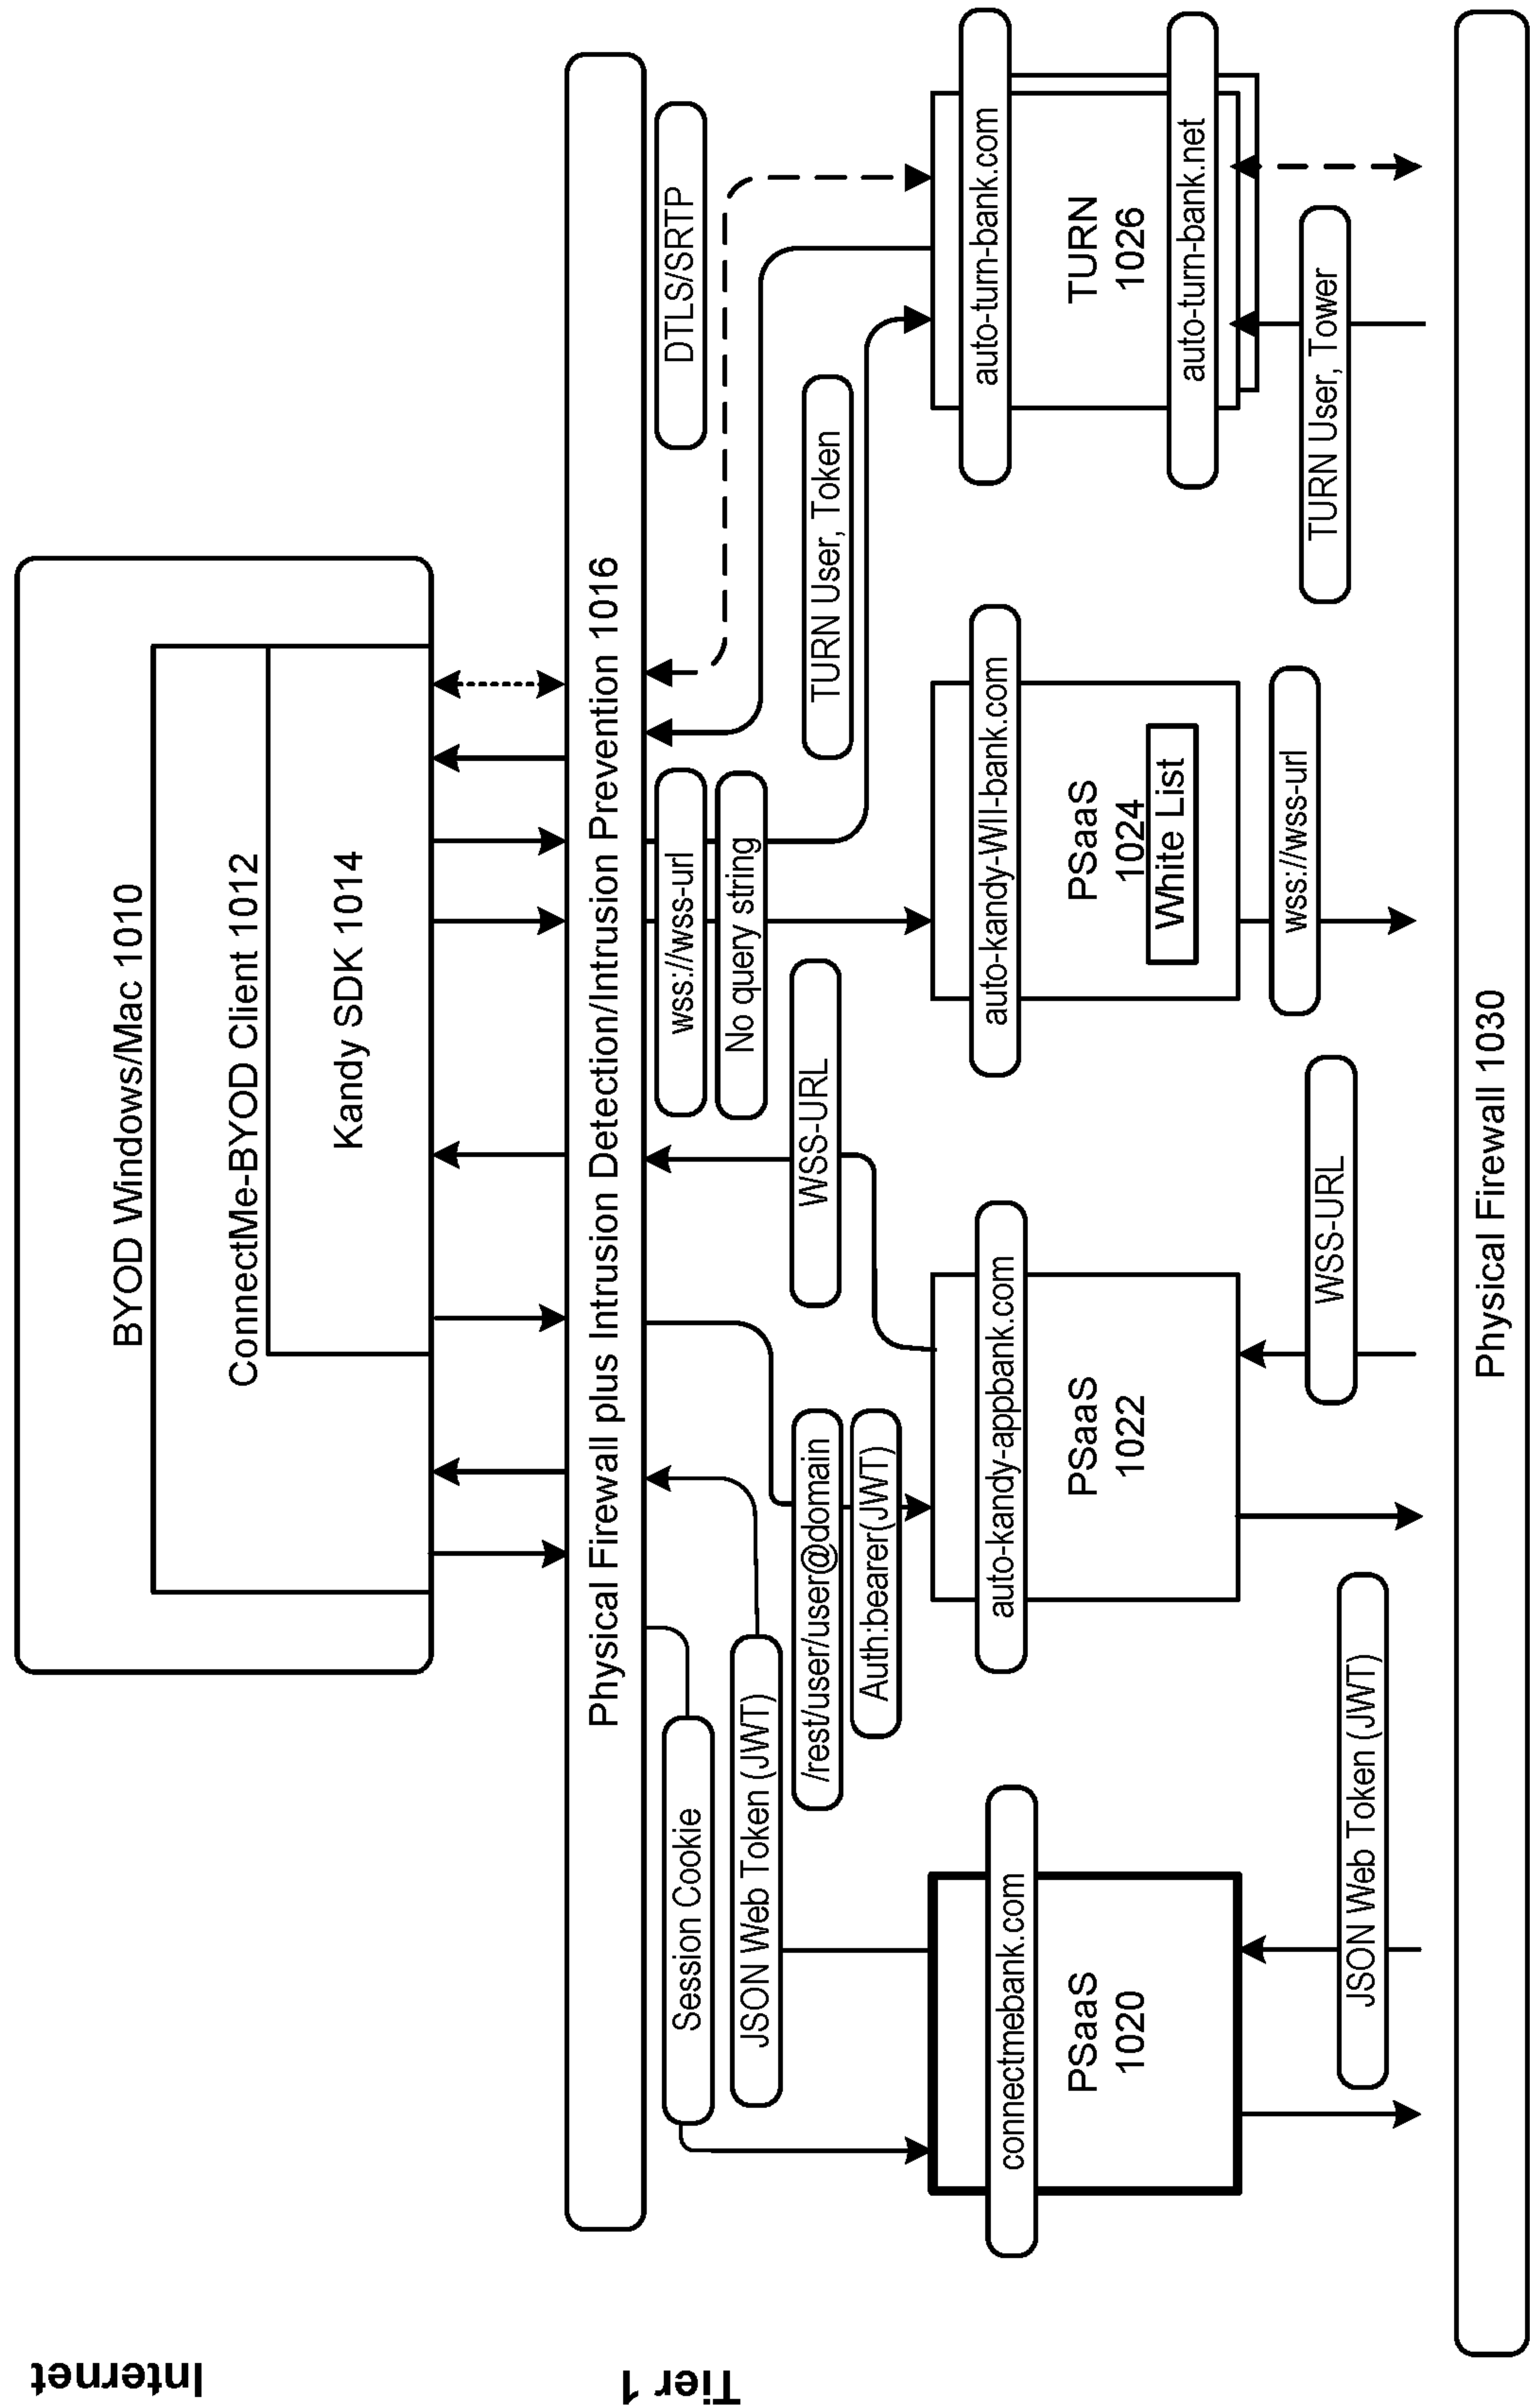 Internet
BYOD Windows/Mac 1010
ConnectMe-BYOD Client 1012
Kandy SDK 1014
Tier 1
Physical Firewall plus Intrusion Detection/Intrusion Prevention 1016
Session Cookie
JSON Web Token (JWT)
/rest/user/user@domain
Auth:bearer(JWT)
WSS-URL
wss://wss-url
No query string
TURN User, Token
DTLS/SRTP
connectmebank.com
PSaaS
1020
auto-kandy-appbank.com
PSaaS
1022
auto-kandy-WII-bank.com
PSaaS
1024
White List
auto-turn-bank.com
TURN
1026
auto-turn-bank.net
JSON Web Token (JWT)
WSS-URL
wss://wss-url
TURN User, Tower
Physical Firewall 1030